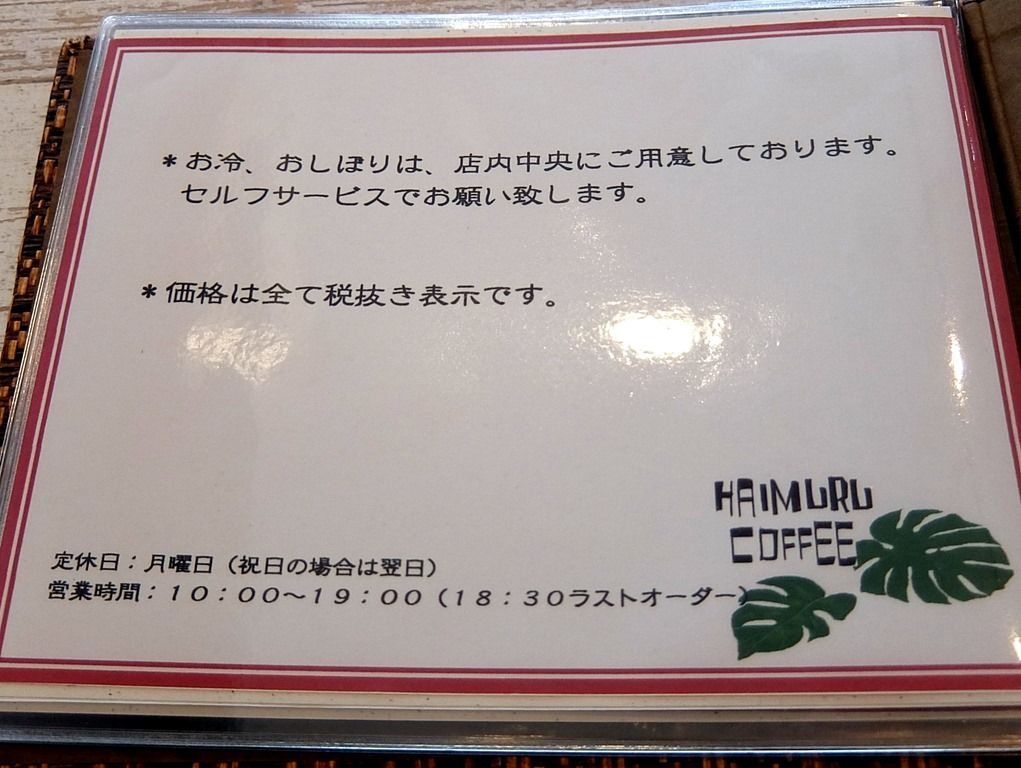 ＊お冷、おしぼりは、店内中央にご用意しております。
セルフサービスでお願い致します。
＊価格は全て税抜き表示です。
HAIMURU
COFFEE
定休日：月曜日（祝日の場合は翌日）
営業時間：１０：００～１９：００（１８：３０ラストオーダー）